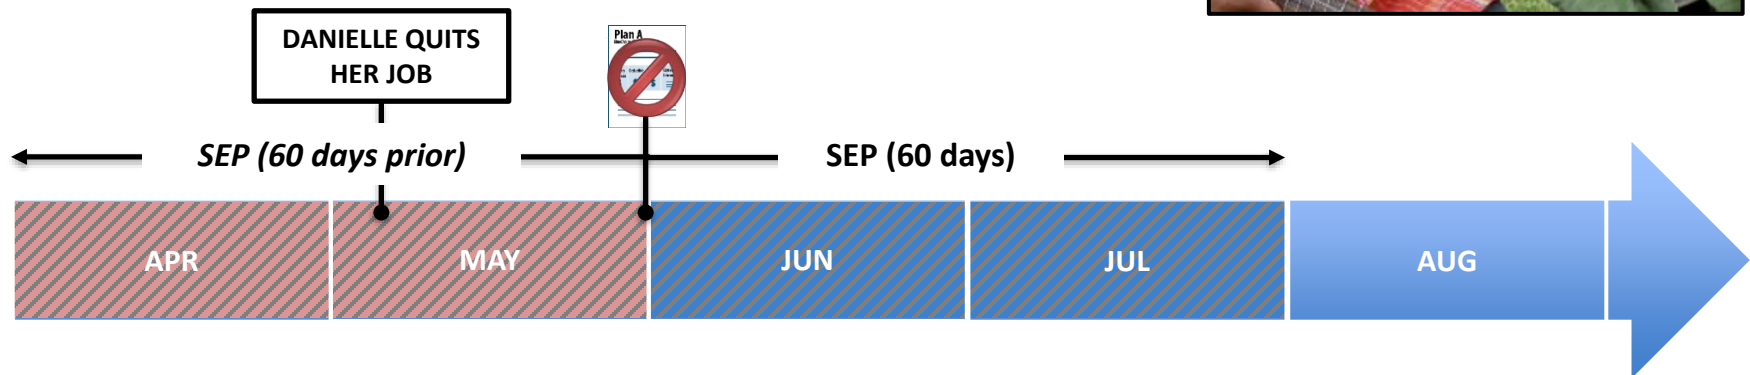 DANIELLE QUITS
HER JOB
Plan A
SEP (60 days prior)
SEP (60 days)
APR
MAY
JUN
JUL
AUG